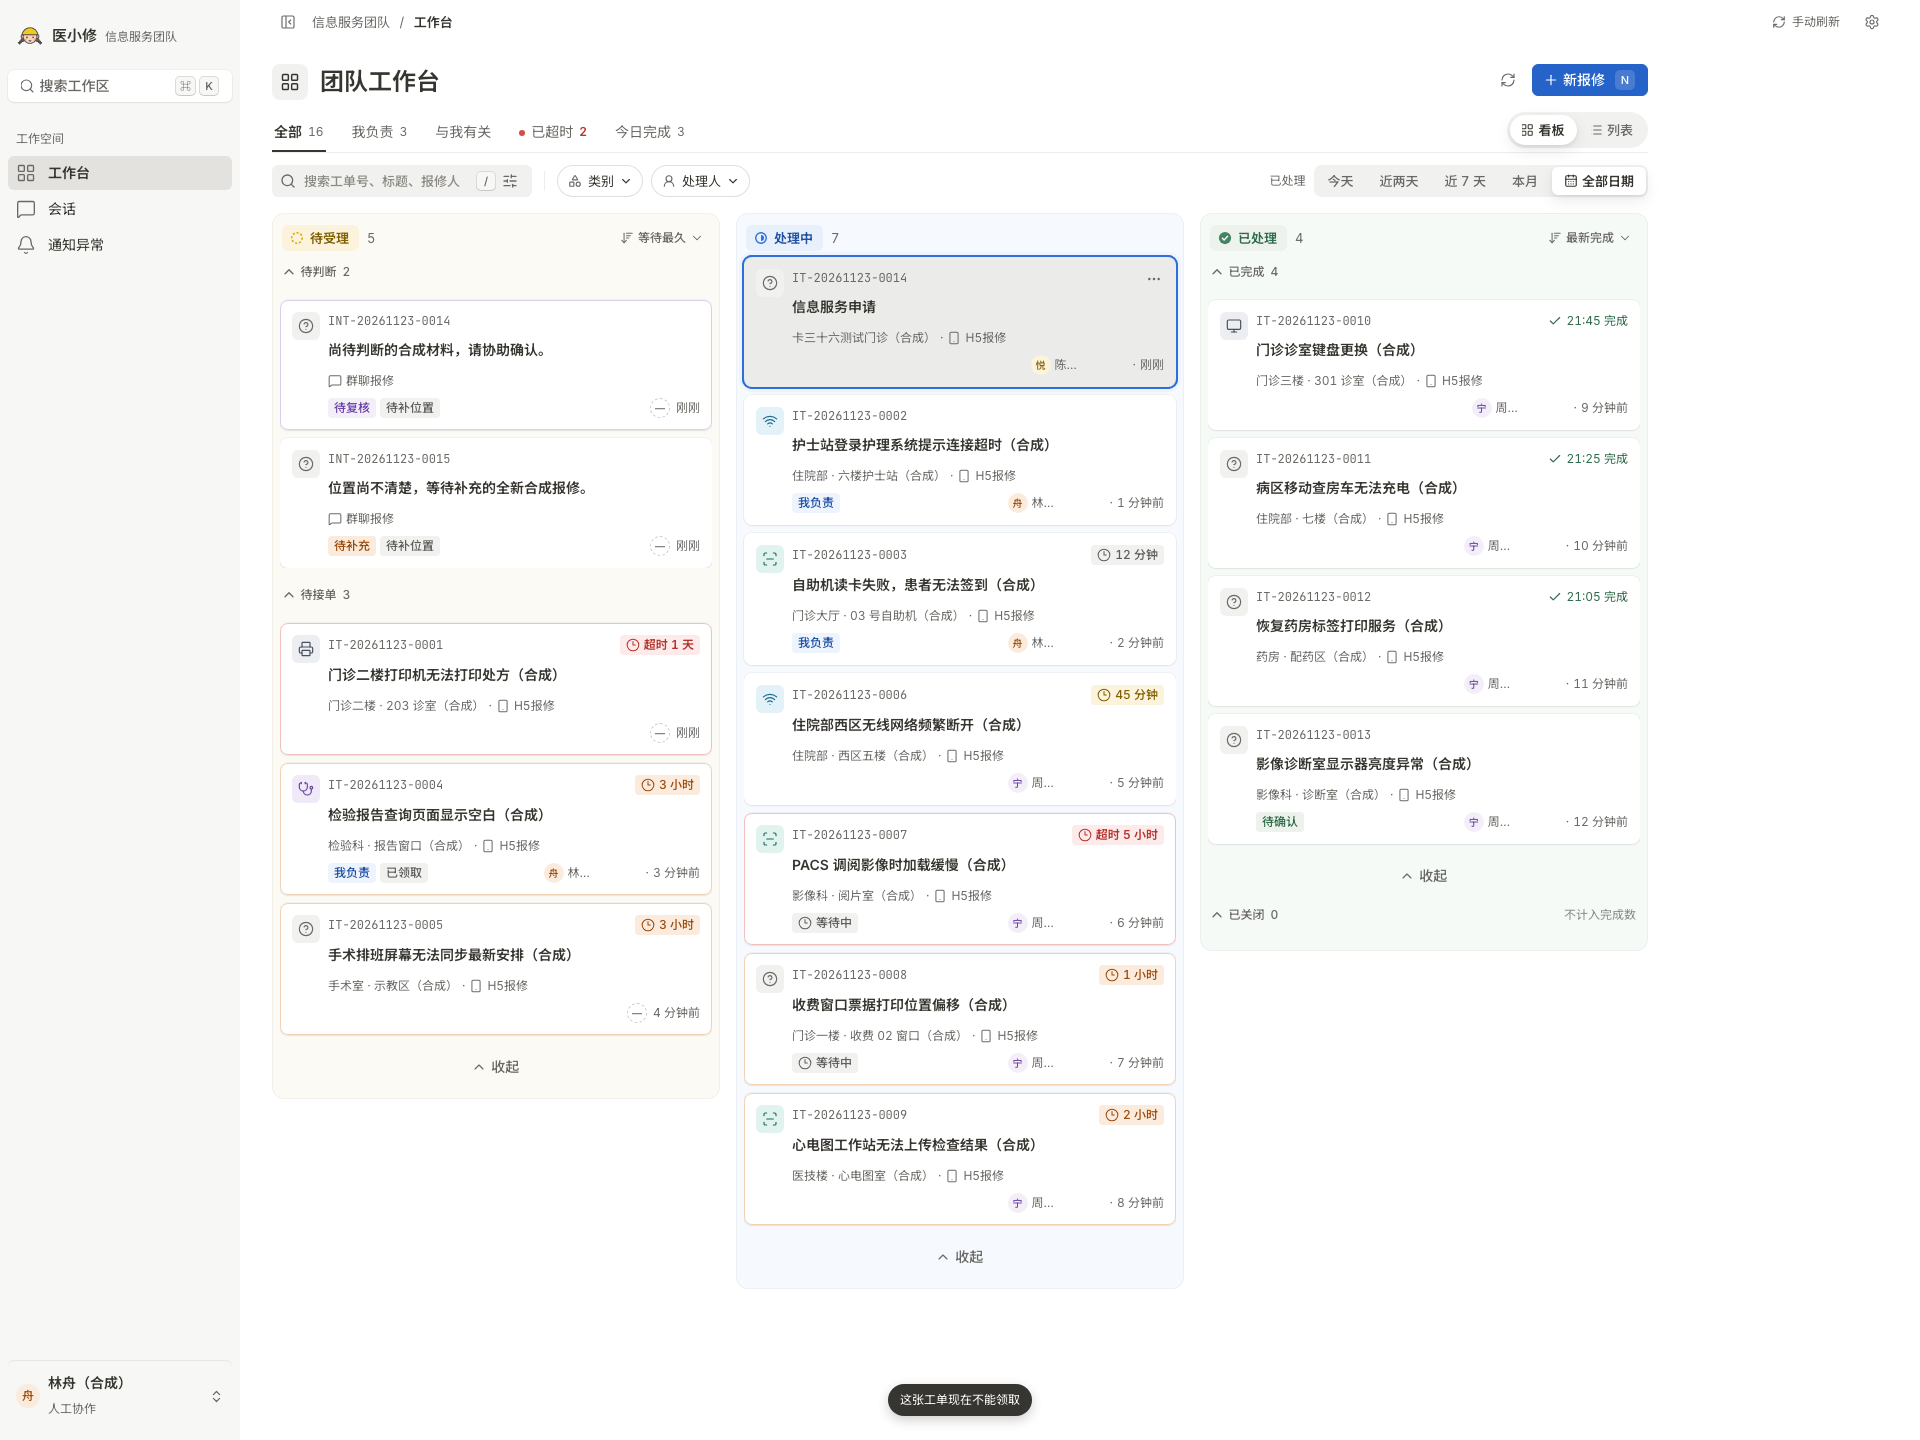 医小修 信息服务团队
搜索工作区 ⌘ K
工作空间
工作台
会话
通知异常
林舟（合成）
舟
人工协作
信息服务团队 / 工作台
手动刷新
团队工作台
新报修 N
全部 16 我负责 3 与我有关 已超时 2 今日完成 3
看板 列表
搜索工单号、标题、报修人 /
类别 处理人
已处理 今天 近两天 近 7 天 本月 全部日期
待受理 5 等待最久
待判断 2
INT-20261123-0014
尚待判断的合成材料，请协助确认。
群聊报修
待复核 待补位置 刚刚
INT-20261123-0015
位置尚不清楚，等待补充的全新合成报修。
群聊报修
待补充 待补位置 刚刚
待接单 3
IT-20261123-0001 超时 1 天
门诊二楼打印机无法打印处方（合成）
门诊二楼 · 203 诊室（合成） · H5报修
刚刚
IT-20261123-0004 3 小时
检验报告查询页面显示空白（合成）
检验科 · 报告窗口（合成） · H5报修
我负责 已领取 舟 林... · 3 分钟前
IT-20261123-0005 3 小时
手术排班屏幕无法同步最新安排（合成）
手术室 · 示教区（合成） · H5报修
4 分钟前
收起
处理中 7
IT-20261123-0014 ···
信息服务申请
卡三十六测试门诊（合成） · H5报修
悦 陈... · 刚刚
IT-20261123-0002
护士站登录护理系统提示连接超时（合成）
住院部 · 六楼护士站（合成） · H5报修
我负责 舟 林... · 1 分钟前
IT-20261123-0003 12 分钟
自助机读卡失败，患者无法签到（合成）
门诊大厅 · 03 号自助机（合成） · H5报修
我负责 舟 林... · 2 分钟前
IT-20261123-0006 45 分钟
住院部西区无线网络频繁断开（合成）
住院部 · 西区五楼（合成） · H5报修
宁 周... · 5 分钟前
IT-20261123-0007 超时 5 小时
PACS 调阅影像时加载缓慢（合成）
影像科 · 阅片室（合成） · H5报修
等待中 宁 周... · 6 分钟前
IT-20261123-0008 1 小时
收费窗口票据打印位置偏移（合成）
门诊一楼 · 收费 02 窗口（合成） · H5报修
等待中 宁 周... · 7 分钟前
IT-20261123-0009 2 小时
心电图工作站无法上传检查结果（合成）
医技楼 · 心电图室（合成） · H5报修
宁 周... · 8 分钟前
收起
已处理 4 最新完成
已完成 4
IT-20261123-0010 21:45 完成
门诊诊室键盘更换（合成）
门诊三楼 · 301 诊室（合成） · H5报修
宁 周... · 9 分钟前
IT-20261123-0011 21:25 完成
病区移动查房车无法充电（合成）
住院部 · 七楼（合成） · H5报修
宁 周... · 10 分钟前
IT-20261123-0012 21:05 完成
恢复药房标签打印服务（合成）
药房 · 配药区（合成） · H5报修
宁 周... · 11 分钟前
IT-20261123-0013
影像诊断室显示器亮度异常（合成）
影像科 · 诊断室（合成） · H5报修
待确认 宁 周... · 12 分钟前
收起
已关闭 0 不计入完成数
这张工单现在不能领取